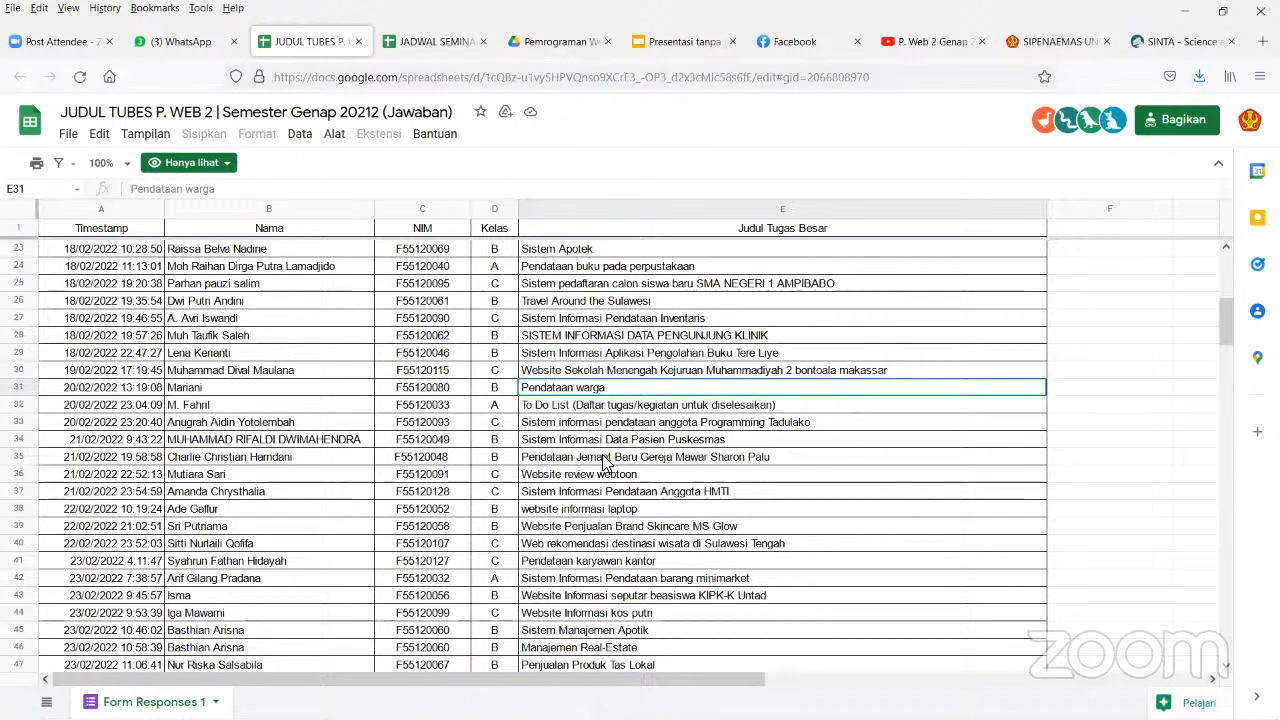 File Edit View History Bookmarks Tools Help
Post Attendee - Z (3) WhatsApp JUDUL TUBES P. W JADWAL SEMINA Pemrograman We Presentasi tanpa j Facebook P. Web 2 Genap 2 SIPENAEMAS UN SINTA - Science a
https://docs.google.com/spreadsheets/d/1cQBz-u1vy5HPVQnso9XCrE3_-OP3_d2x3cMlc58s6fE/edit#gid=2066808970
JUDUL TUBES P. WEB 2 | Semester Genap 20212 (Jawaban)
File Edit Tampilan Sisipkan Format Data Alat Ekstensi Bantuan
Bagikan
100% Hanya lihat
E31 fx Pendataan warga
A B C D E F
1 Timestamp Nama NIM Kelas Judul Tugas Besar
23 18/02/2022 10:28:50 Raissa Belva Nadine F55120069 B Sistem Apotek
24 18/02/2022 11:13:01 Moh Raihan Dirga Putra Lamadjido F55120040 A Pendataan buku pada perpustakaan
25 18/02/2022 19:20:38 Parhan pauzi salim F55120095 C Sistem pedaftaran calon siswa baru SMA NEGERI 1 AMPIBABO
26 18/02/2022 19:35:54 Dwi Putri Andini F55120061 B Travel Around the Sulawesi
27 18/02/2022 19:46:55 A. Avri Iswandi F55120090 C Sistem Informasi Pendataan Inventaris
28 18/02/2022 19:57:26 Muh Taufik Saleh F55120062 B SISTEM INFORMASI DATA PENGUNJUNG KLINIK
29 18/02/2022 22:47:27 Lena Kerianti F55120046 B Sistem Informasi Aplikasi Pengolahan Buku Tere Liye
30 19/02/2022 17:19:45 Muhammad Dival Maulana F55120115 C Website Sekolah Menengah Kejuruan Muhammadiyah 2 bontoala makassar
31 20/02/2022 13:19:08 Mariani F55120080 B Pendataan warga
32 20/02/2022 23:04:09 M. Fahril F55120033 A To Do List (Daftar tugas/kegiatan untuk diselesaikan)
33 20/02/2022 23:20:40 Anugrah Aidin Yotolembah F55120093 C Sistem informasi pendataan anggota Programming Tadulako
34 21/02/2022 9:43:22 MUHAMMAD RIFALDI DWIMAHENDRA F55120049 B Sistem Informasi Data Pasien Puskesmas
35 21/02/2022 19:58:58 Charlie Christian Hamdani F55120048 B Pendataan Jemaat Baru Gereja Mawar Sharon Palu
36 21/02/2022 22:52:13 Mutiara Sari F55120091 C Website review webtoon
37 21/02/2022 23:54:59 Amanda Chrysthalia F55120128 C Sistem Informasi Pendataan Anggota HMTI
38 22/02/2022 10:19:24 Ade Gaffur F55120052 B website informasi laptop
39 22/02/2022 21:02:51 Sri Putriama F55120058 B Website Penjualan Brand Skincare MS Glow
40 22/02/2022 23:52:03 Sitti Nurlaili Qofifa F55120107 C Web rekomendasi destinasi wisata di Sulawesi Tengah
41 23/02/2022 4:11:47 Syahrun Fathan Hidayah F55120127 C Pendataan karyawan kantor
42 23/02/2022 7:38:57 Arif Gilang Pradana F55120032 A Sistem Informasi Pendataan barang minimarket
43 23/02/2022 9:45:57 Isma F55120056 B Website Informasi seputar beasiswa KIPK-K Untad
44 23/02/2022 9:53:39 Iga Mawarni F55120099 C Website Informasi kos putri
45 23/02/2022 10:46:02 Basthian Arisna F55120060 B Sistem Manajemen Apotik
46 23/02/2022 10:58:39 Basthian Arisna F55120060 B Manajemen Real-Estate
47 23/02/2022 11:06:41 Nur Riska Salsabila F55120067 B Penjualan Produk Tas Lokal
zoom
Form Responses 1 Pelajari